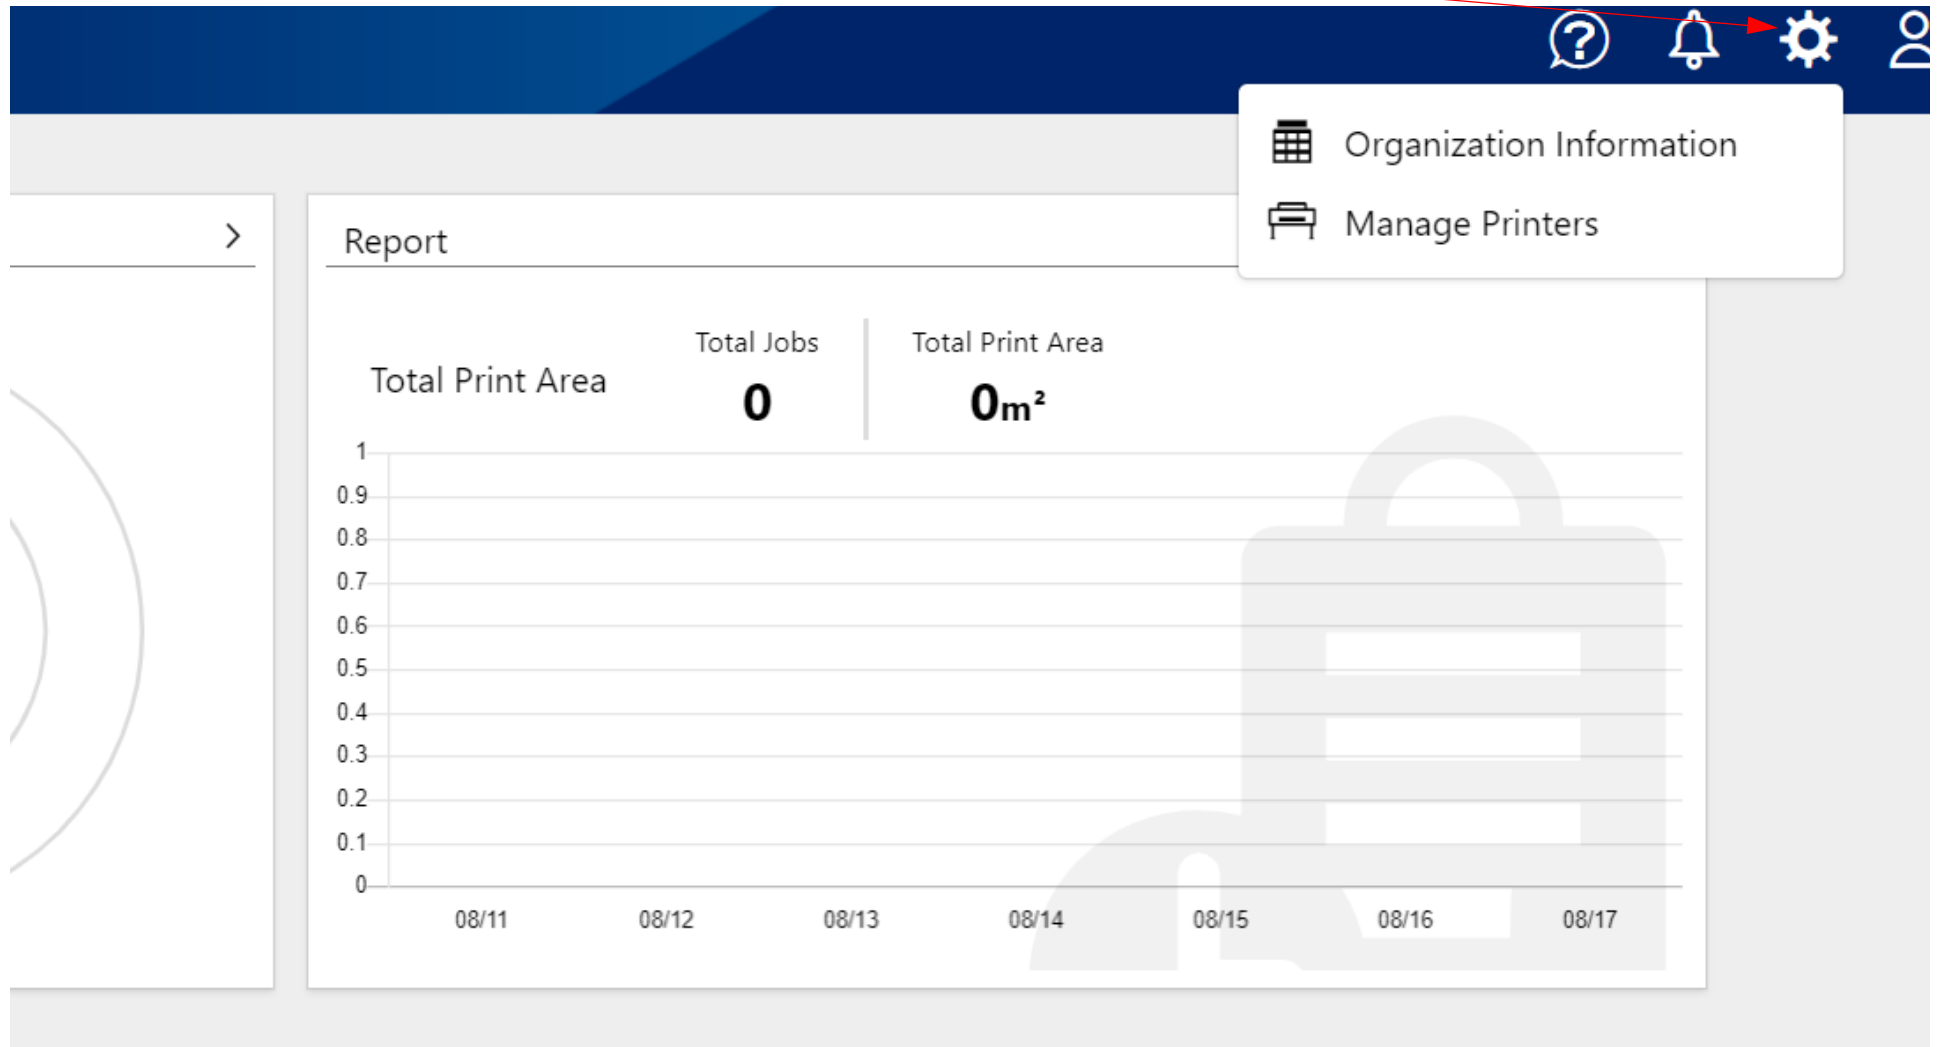 Organization Information
Manage Printers
Report
Total Print Area
Total Jobs
0
Total Print Area
0m²
1
0.9
0.8
0.7
0.6
0.5
0.4
0.3
0.2
0.1
0
08/11 08/12 08/13 08/14 08/15 08/16 08/17